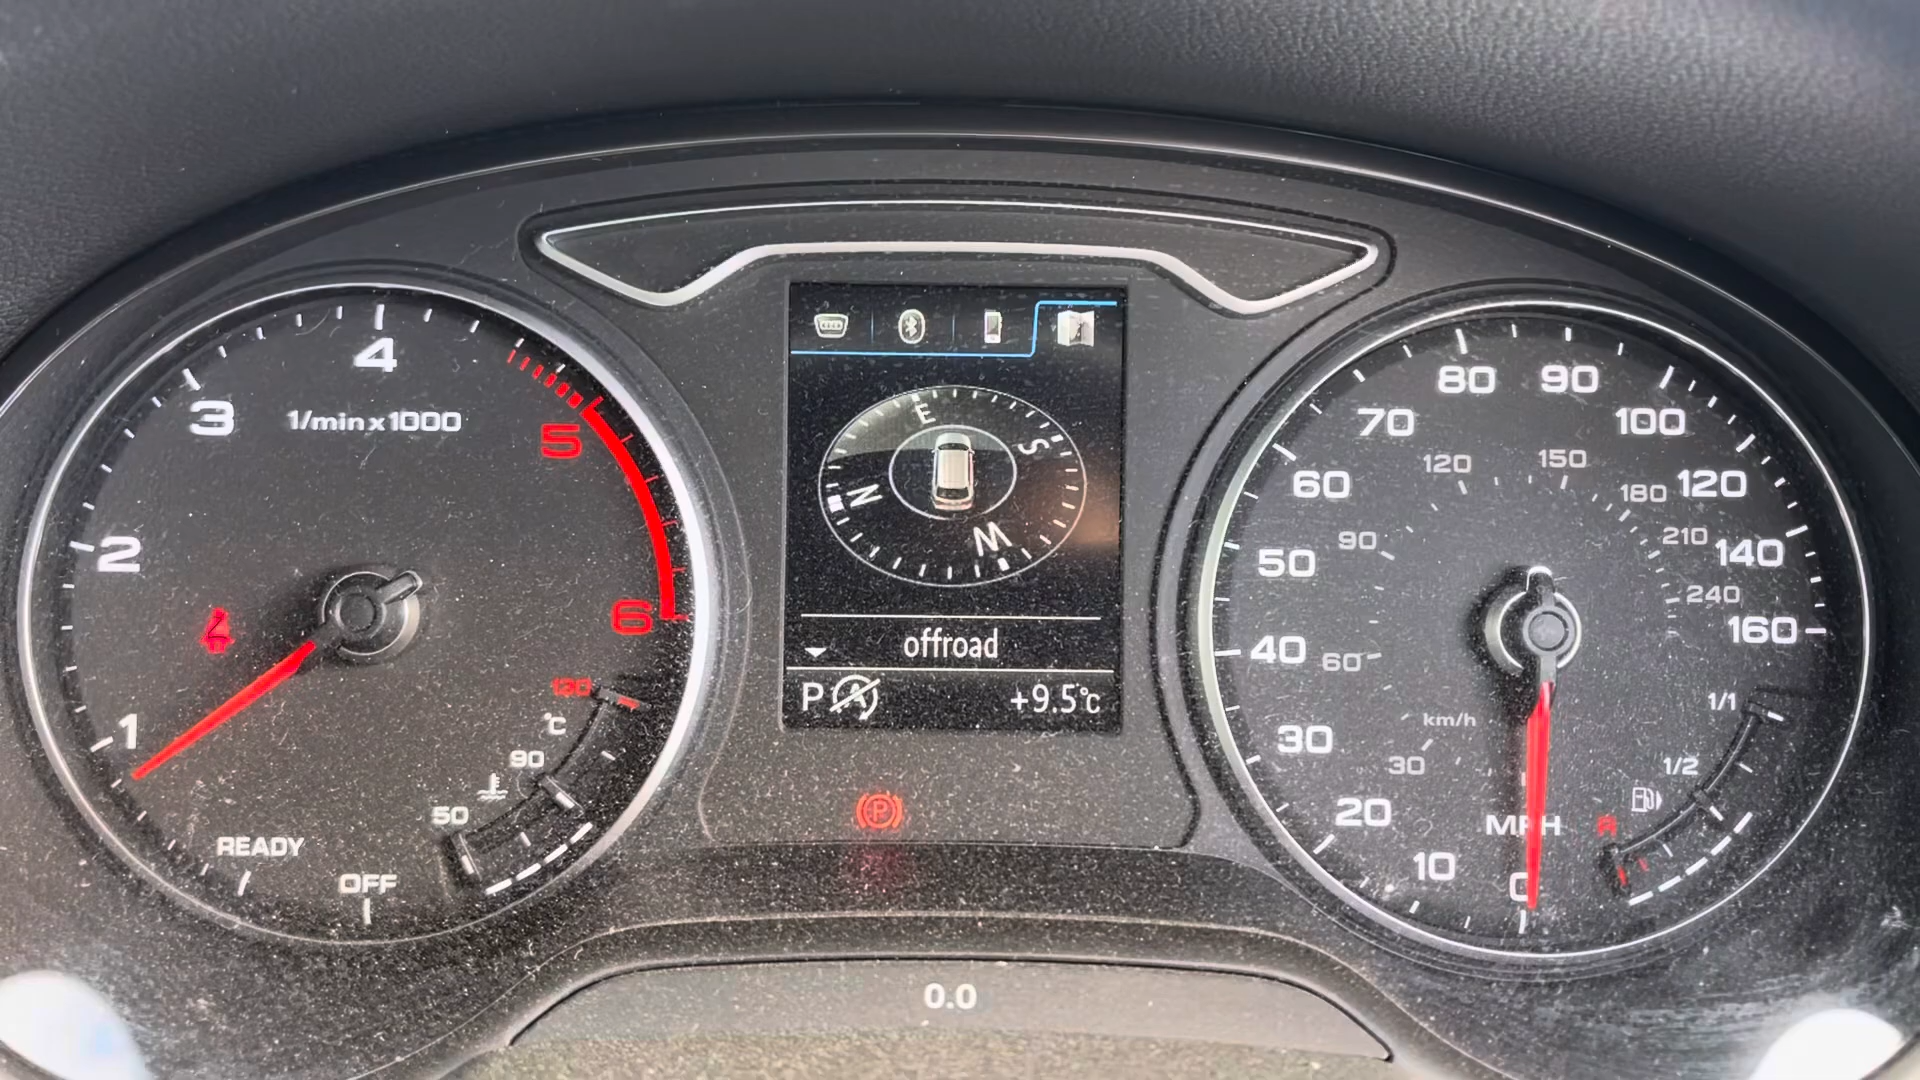 4
3
1/min x 1000
5
2
6
1
120
°C
90
50
READY
OFF
E
S
N
W
offroad
P A
+9.5°C
P
0.0
80 90
70 100
120 150
60 180 120
90 210 140
50
240
40 60 160
km/h
1/1
30 30
1/2
20 MPH R
10
0